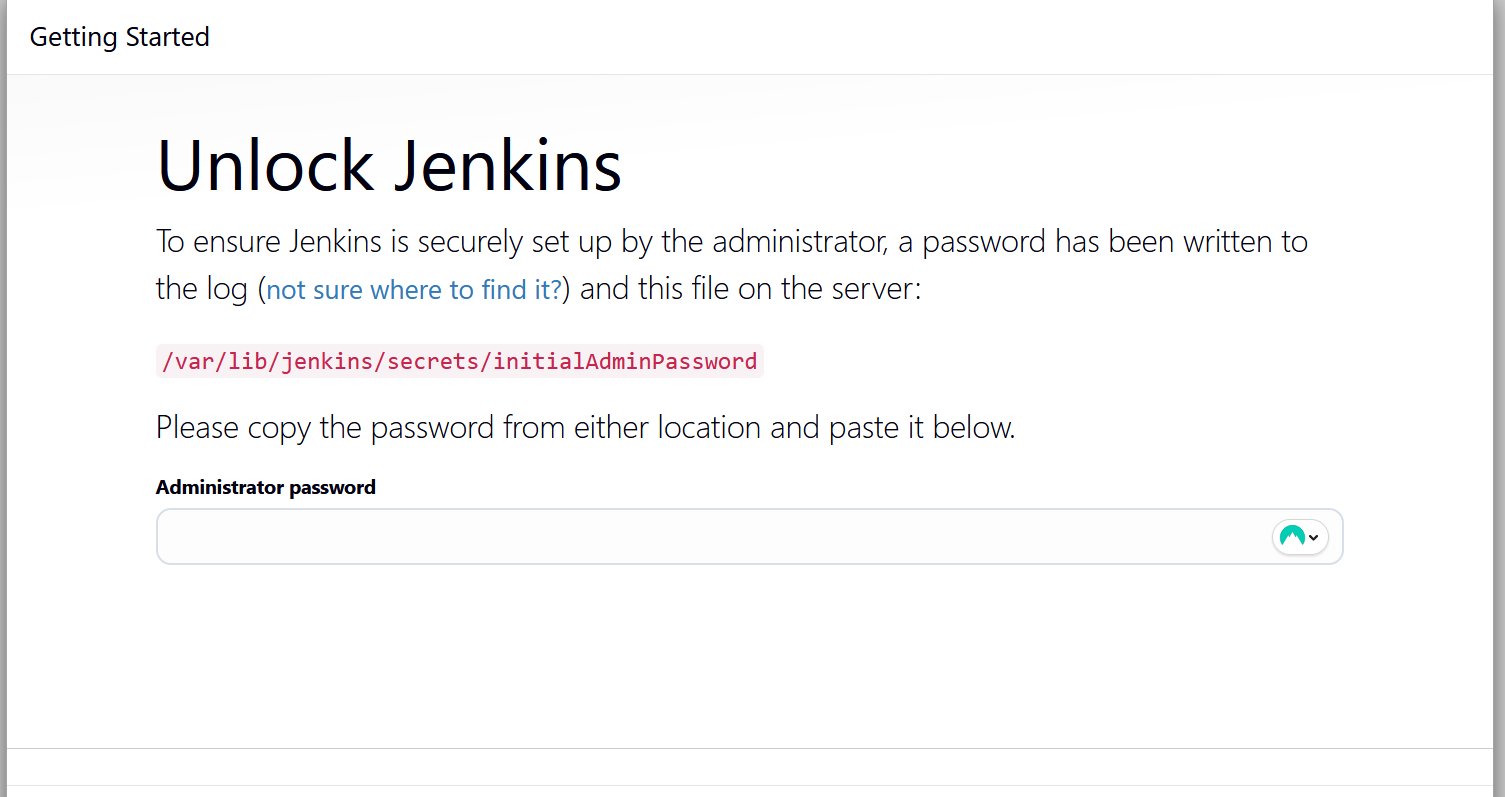 Getting Started
Unlock Jenkins
To ensure Jenkins is securely set up by the administrator, a password has been written to
the log (not sure where to find it?) and this file on the server:
/var/lib/jenkins/secrets/initialAdminPassword
Please copy the password from either location and paste it below.
Administrator password